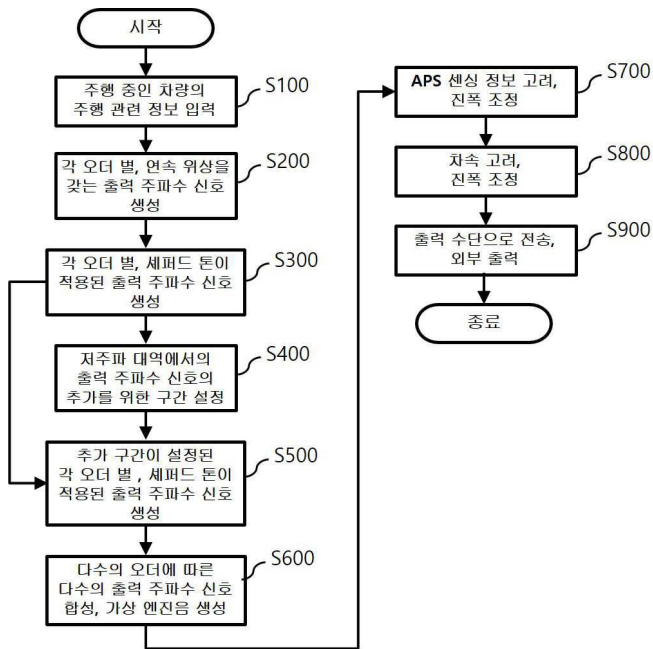 시작
주행 중인 차량의
주행 관련 정보 입력
S100
각 오더 별, 연속 위상을
갖는 출력 주파수 신호
생성
S200
각 오더 별, 셰퍼드 톤이
적용된 출력 주파수 신호
생성
S300
저주파 대역에서의
출력 주파수 신호의
추가를 위한 구간 설정
S400
추가 구간이 설정된
각 오더 별 , 셰퍼드 톤이
적용된 출력 주파수 신호
생성
S500
다수의 오더에 따른
다수의 출력 주파수 신호
합성, 가상 엔진음 생성
S600
APS 센싱 정보 고려,
진폭 조정
S700
차속 고려,
진폭 조정
S800
출력 수단으로 전송,
외부 출력
S900
종료